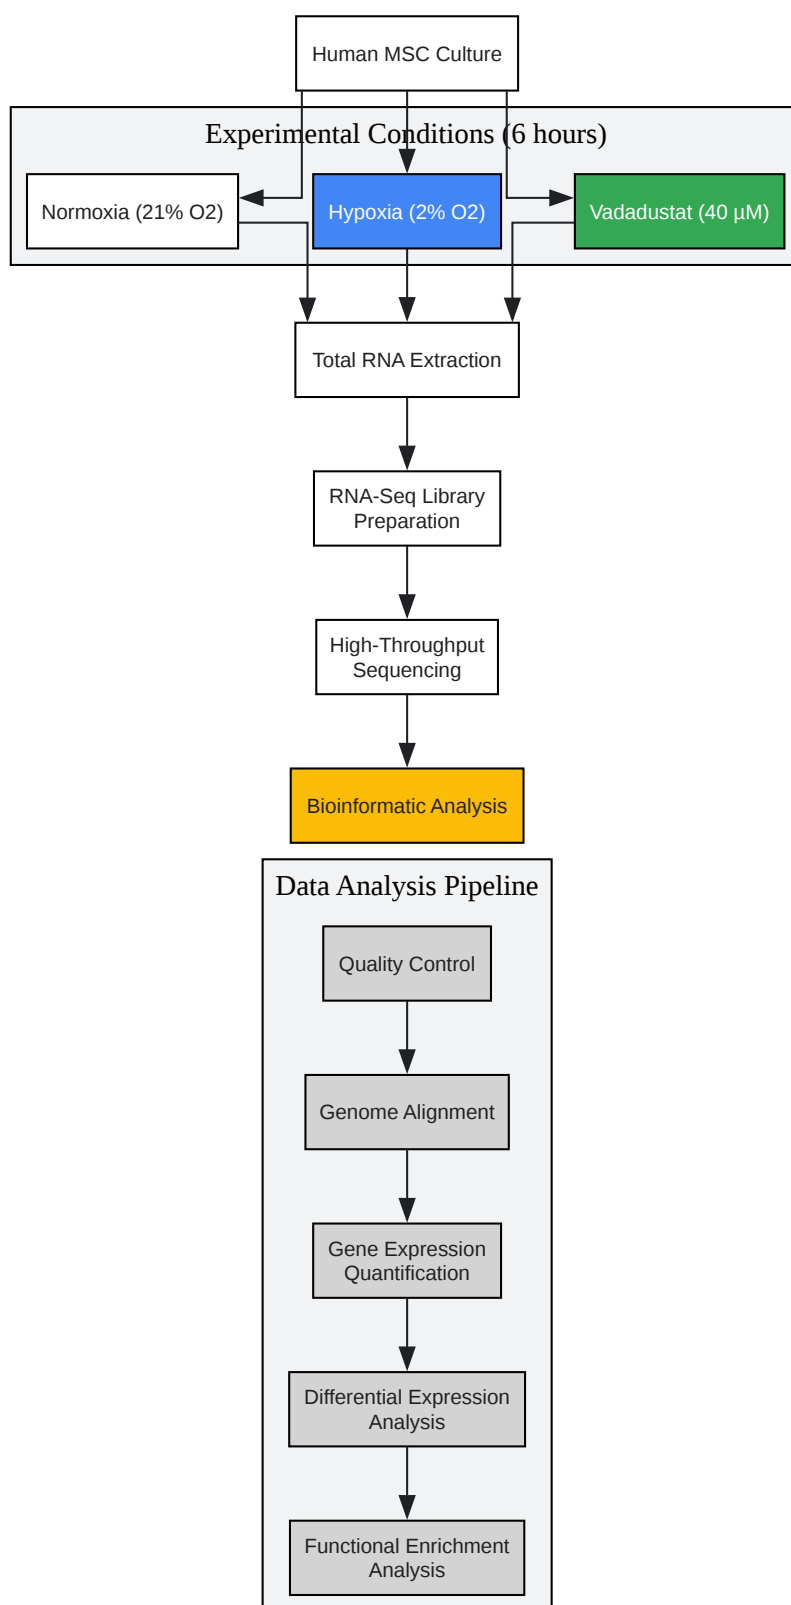 Human MSC Culture
Experimental Conditions (6 hours)
Normoxia (21% O2)
Hypoxia (2% O2)
Vadadustat (40 µM)
Total RNA Extraction
RNA-Seq Library
Preparation
High-Throughput
Sequencing
Bioinformatic Analysis
Data Analysis Pipeline
Quality Control
Genome Alignment
Gene Expression
Quantification
Differential Expression
Analysis
Functional Enrichment
Analysis